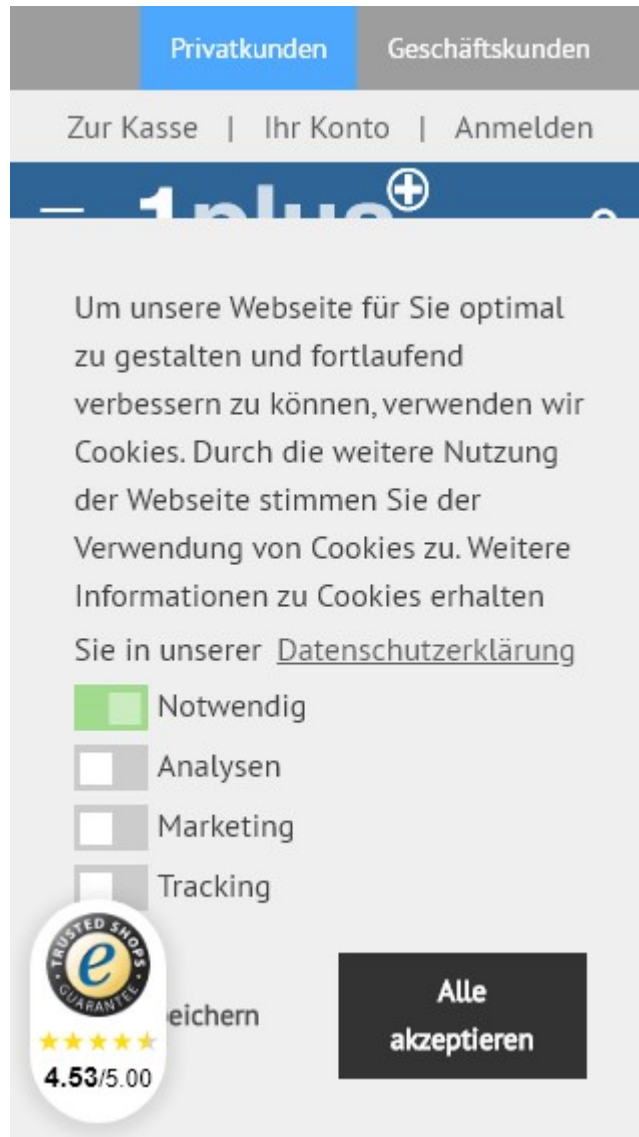 Privatkunden Geschäftskunden
Zur Kasse | Ihr Konto | Anmelden
1plus
Um unsere Webseite für Sie optimal
zu gestalten und fortlaufend
verbessern zu können, verwenden wir
Cookies. Durch die weitere Nutzung
der Webseite stimmen Sie der
Verwendung von Cookies zu. Weitere
Informationen zu Cookies erhalten
Sie in unserer Datenschutzerklärung
Notwendig
Analysen
Marketing
Tracking
TRUSTED SHOPS
e
GUARANTEE
4.53/5.00
Alle
akzeptieren